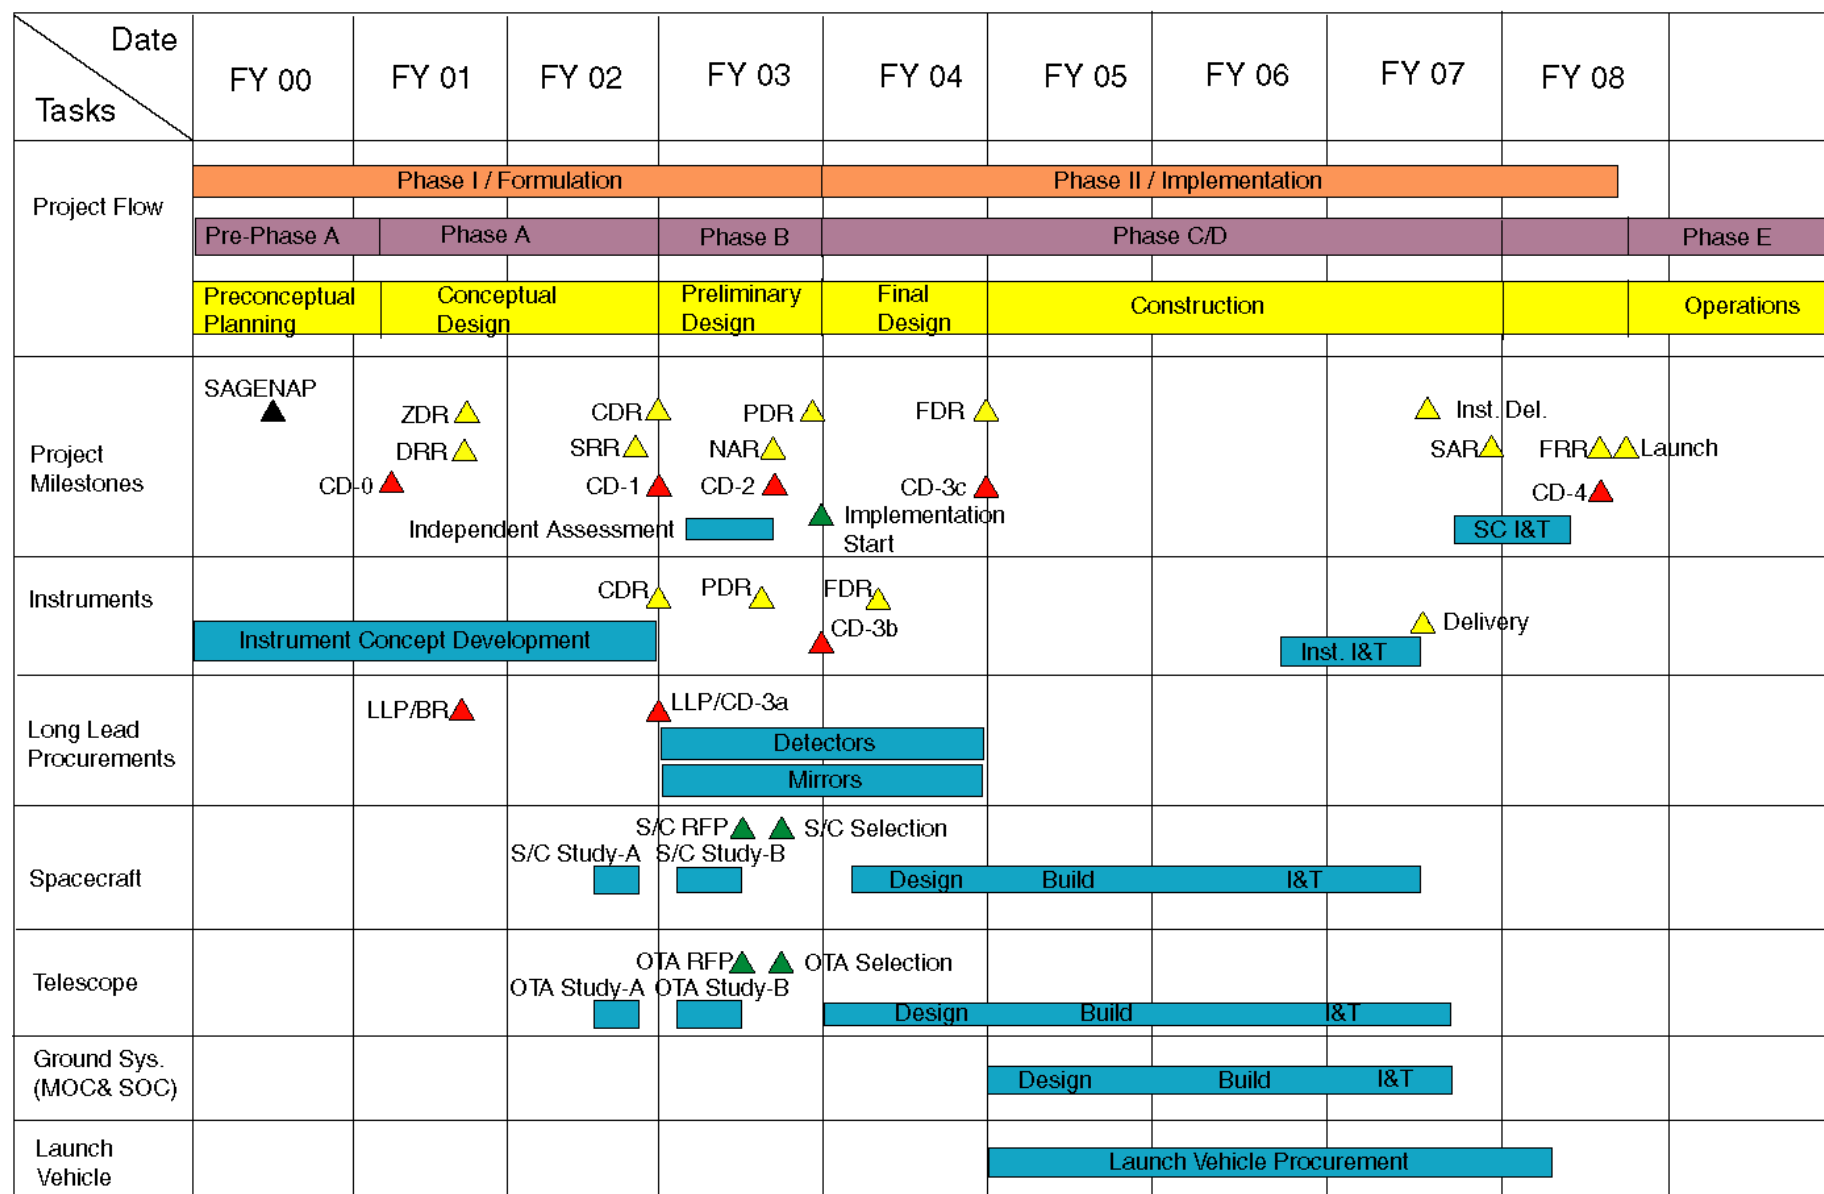 Date
Tasks
FY 00
FY 01
FY 02
FY 03
FY 04
FY 05
FY 06
FY 07
FY 08
Project Flow
Phase I / Formulation
Phase II / Implementation
Pre-Phase A
Phase A
Phase B
Phase C/D
Phase E
Preconceptual
Planning
Conceptual
Design
Preliminary
Design
Final
Design
Construction
Operations
Project
Milestones
SAGENAP
ZDR
CDR
PDR
FDR
Inst. Del.
DRR
SRR
NAR
SAR
FRR
Launch
CD-0
CD-1
CD-2
CD-3c
CD-4
Independent Assessment
Implementation
Start
SC I&T
Instruments
CDR
PDR
FDR
CD-3b
Delivery
Instrument Concept Development
Inst. I&T
Long Lead
Procurements
LLP/BR
LLP/CD-3a
Detectors
Mirrors
Spacecraft
S/C RFP
S/C Selection
S/C Study-A
S/C Study-B
Design
Build
I&T
Telescope
OTA RFP
OTA Selection
OTA Study-A
OTA Study-B
Design
Build
I&T
Ground Sys.
(MOC& SOC)
Design
Build
I&T
Launch
Vehicle
Launch Vehicle Procurement